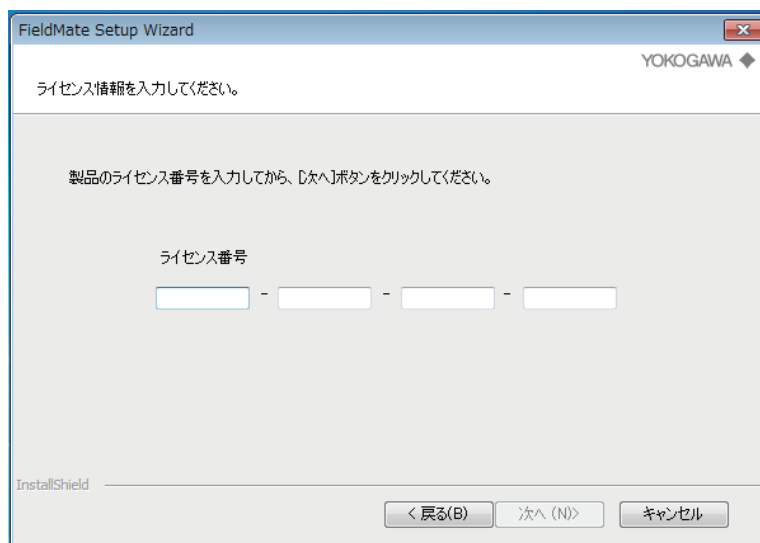 FieldMate Setup Wizard
YOKOGAWA
ライセンス情報を入力してください。
製品のライセンス番号を入力してから、[次へ]ボタンをクリックしてください。
ライセンス番号
- - -
InstallShield
< 戻る(B) 次へ (N)> キャンセル